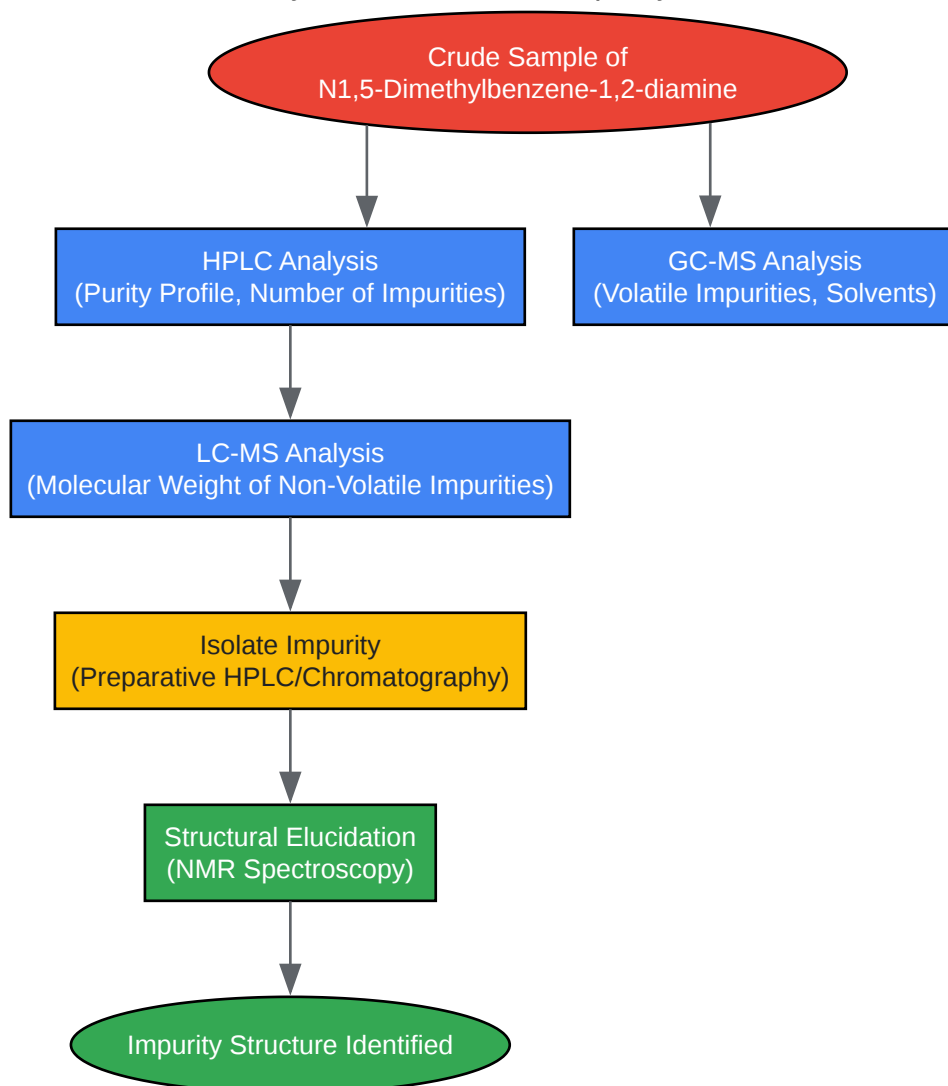 Crude Sample of
N1,5-Dimethylbenzene-1,2-diamine
HPLC Analysis
(Purity Profile, Number of Impurities)
GC-MS Analysis
(Volatile Impurities, Solvents)
LC-MS Analysis
(Molecular Weight of Non-Volatile Impurities)
Isolate Impurity
(Preparative HPLC/Chromatography)
Structural Elucidation
(NMR Spectroscopy)
Impurity Structure Identified